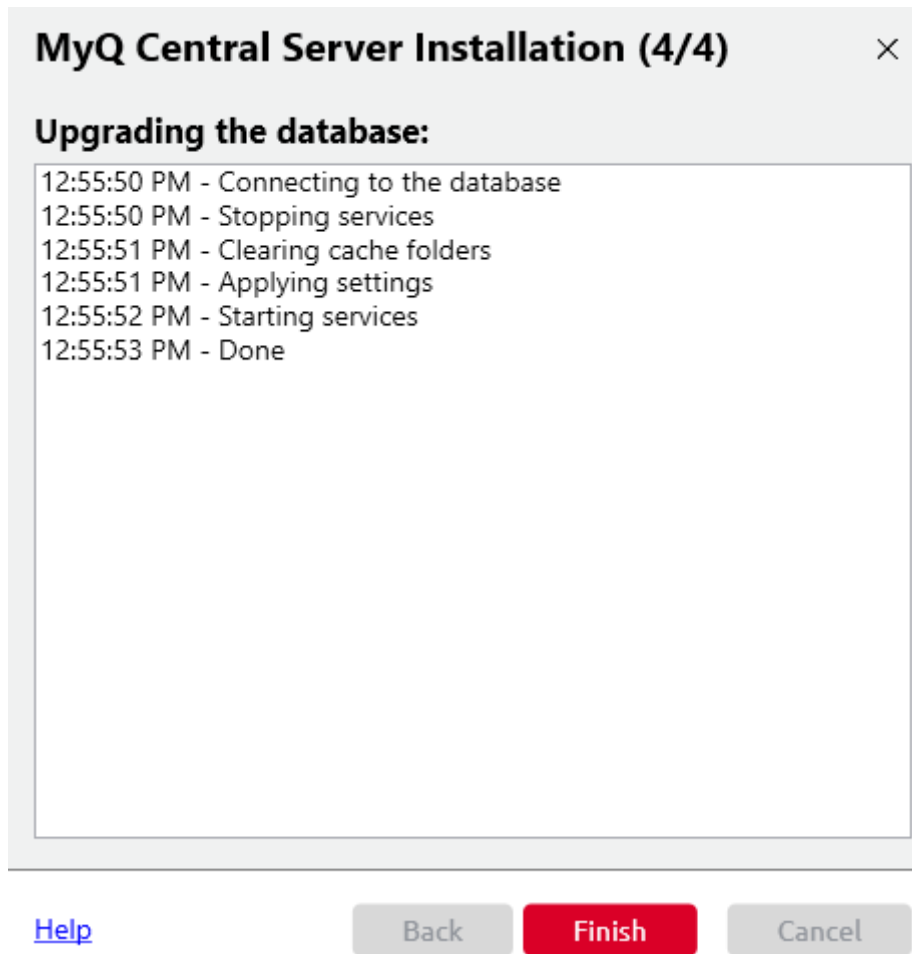 MyQ Central Server Installation (4/4)
Upgrading the database:
12:55:50 PM - Connecting to the database
12:55:50 PM - Stopping services
12:55:51 PM - Clearing cache folders
12:55:51 PM - Applying settings
12:55:52 PM - Starting services
12:55:53 PM - Done
Help Back Finish Cancel